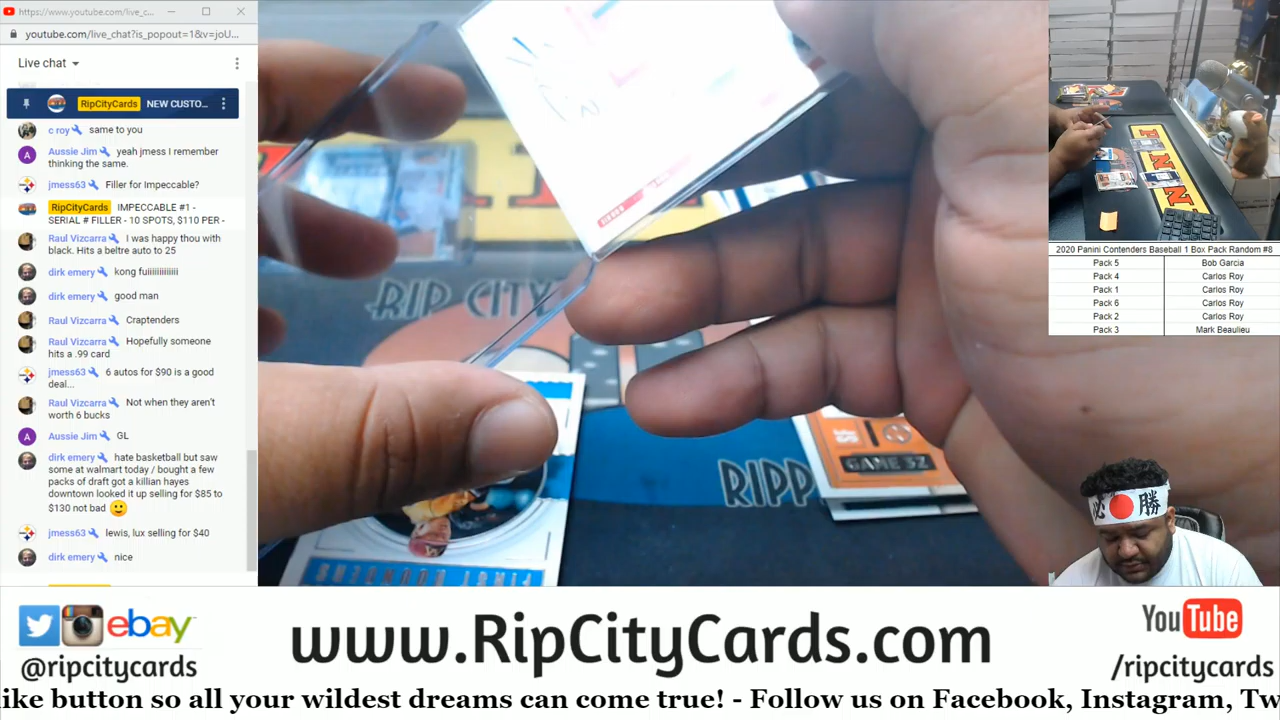 https://www.youtube.com/live_c...
youtube.com/live_chat?is_popout=1&v=joU...
Live chat
RipCityCards NEW CUSTO...
c roy same to you
Aussie Jim yeah jmess I remember
thinking the same.
jmess63 Filler for Impeccable?
RipCityCards IMPECCABLE #1 -
SERIAL # FILLER - 10 SPOTS, $110 PER -
Raul Vizcarra I was happy thou with
black. Hits a beltre auto to 25
dirk emery kong fuiiiiiiiiiiii
dirk emery good man
Raul Vizcarra Craptenders
Raul Vizcarra Hopefully someone
hits a .99 card
jmess63 6 autos for $90 is a good
deal...
Raul Vizcarra Not when they aren't
worth 6 bucks
Aussie Jim GL
dirk emery hate basketball but saw
some at walmart today / bought a few
packs of draft got a killian hayes
downtown looked it up selling for $85 to
$130 not bad
jmess63 lewis, lux selling for $40
dirk emery nice
RIP CITY
RIPP
GAME 32
2020 Panini Contenders Baseball 1 Box Pack Random #8
Pack 5 Bob Garcia
Pack 4 Carlos Roy
Pack 1 Carlos Roy
Pack 6 Carlos Roy
Pack 2 Carlos Roy
Pack 3 Mark Beaulieu
必 勝
ebay
@ripcitycards
www.RipCityCards.com
YouTube
/ripcitycards
ike button so all your wildest dreams can come true! - Follow us on Facebook, Instagram, Tw